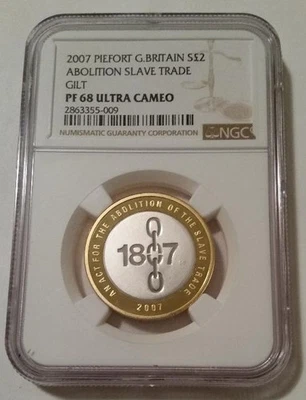 2007 PIEFORT G.BRITAIN S£2
ABOLITION SLAVE TRADE
GILT
PF 68 ULTRA CAMEO
2863355-009
NUMISMATIC GUARANTY CORPORATION
NGC
AN ACT FOR THE ABOLITION OF THE SLAVE TRADE
1807
2007